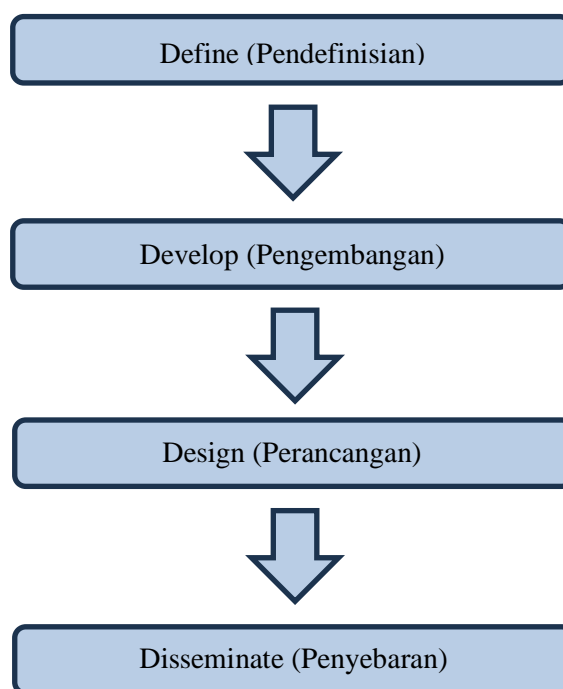 Define (Pendefinisian)
Develop (Pengembangan)
Design (Perancangan)
Disseminate (Penyebaran)